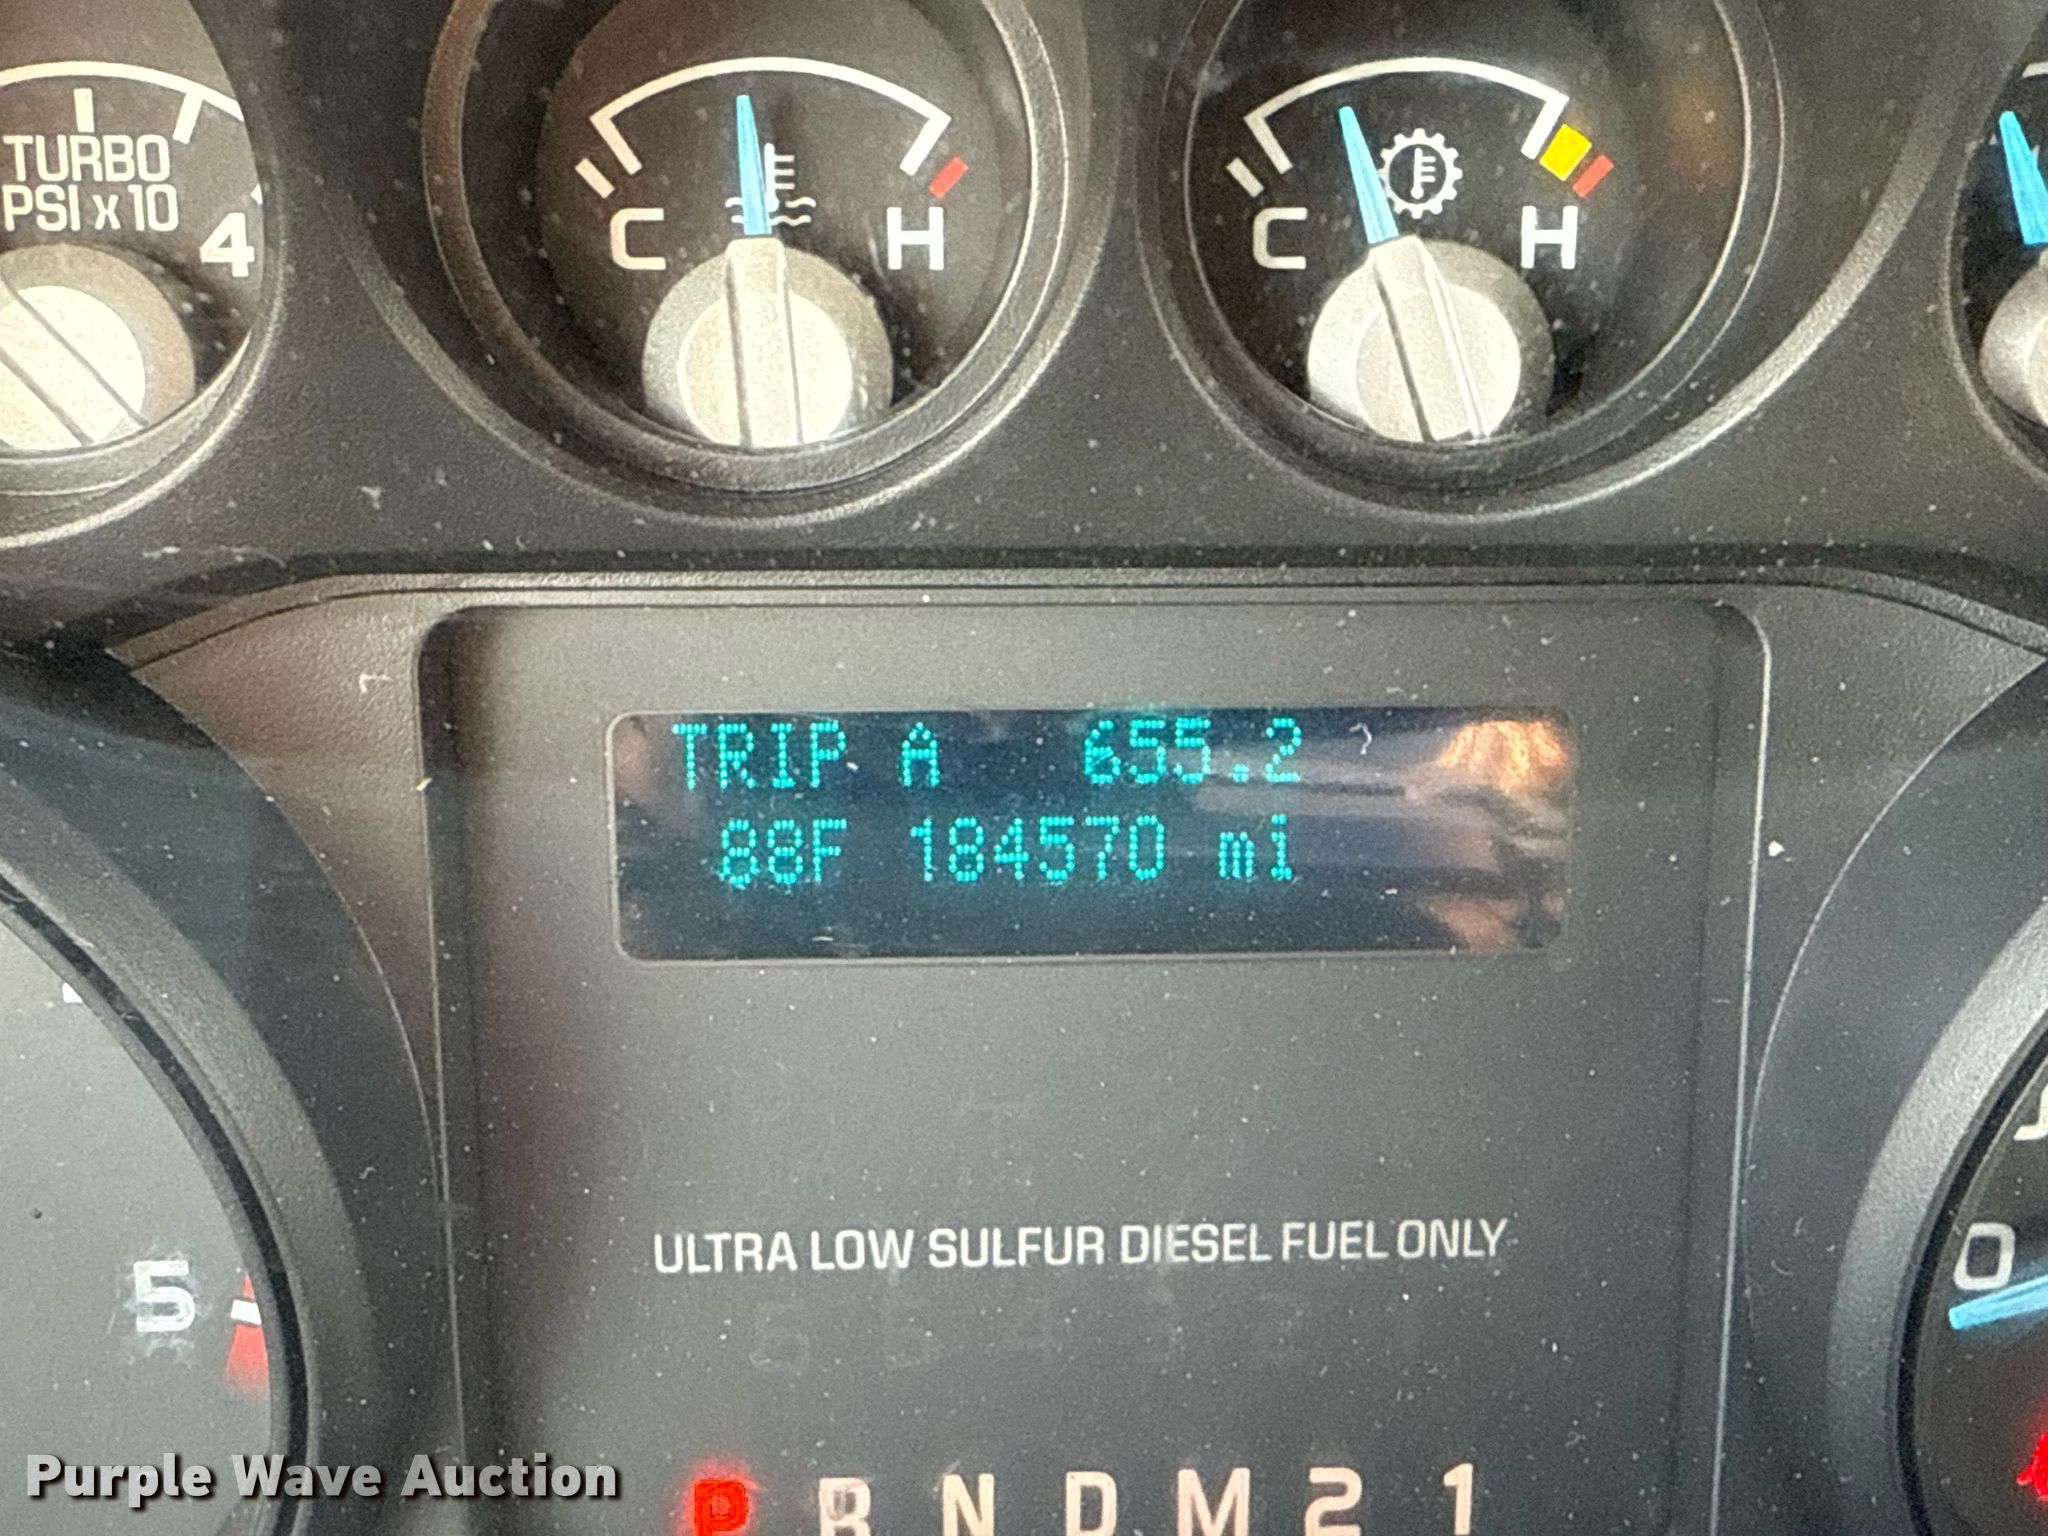 TURBO
PSI x 10
4
C H
C H
TRIP A 655.2
88F 184570 mi
ULTRA LOW SULFUR DIESEL FUEL ONLY
5
0
P R N D M 2 1
Purple Wave Auction